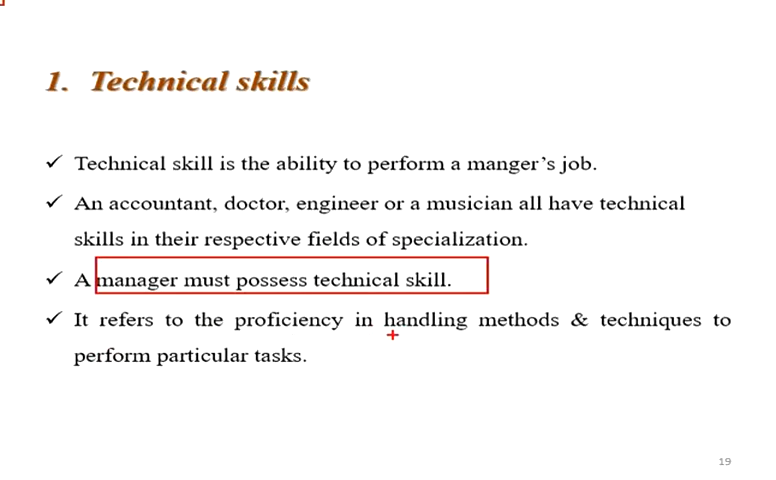 1. Technical skills
✓ Technical skill is the ability to perform a manger's job.
✓ An accountant, doctor, engineer or a musician all have technical
skills in their respective fields of specialization.
✓ A manager must possess technical skill.
✓ It refers to the proficiency in handling methods & techniques to
perform particular tasks.
19